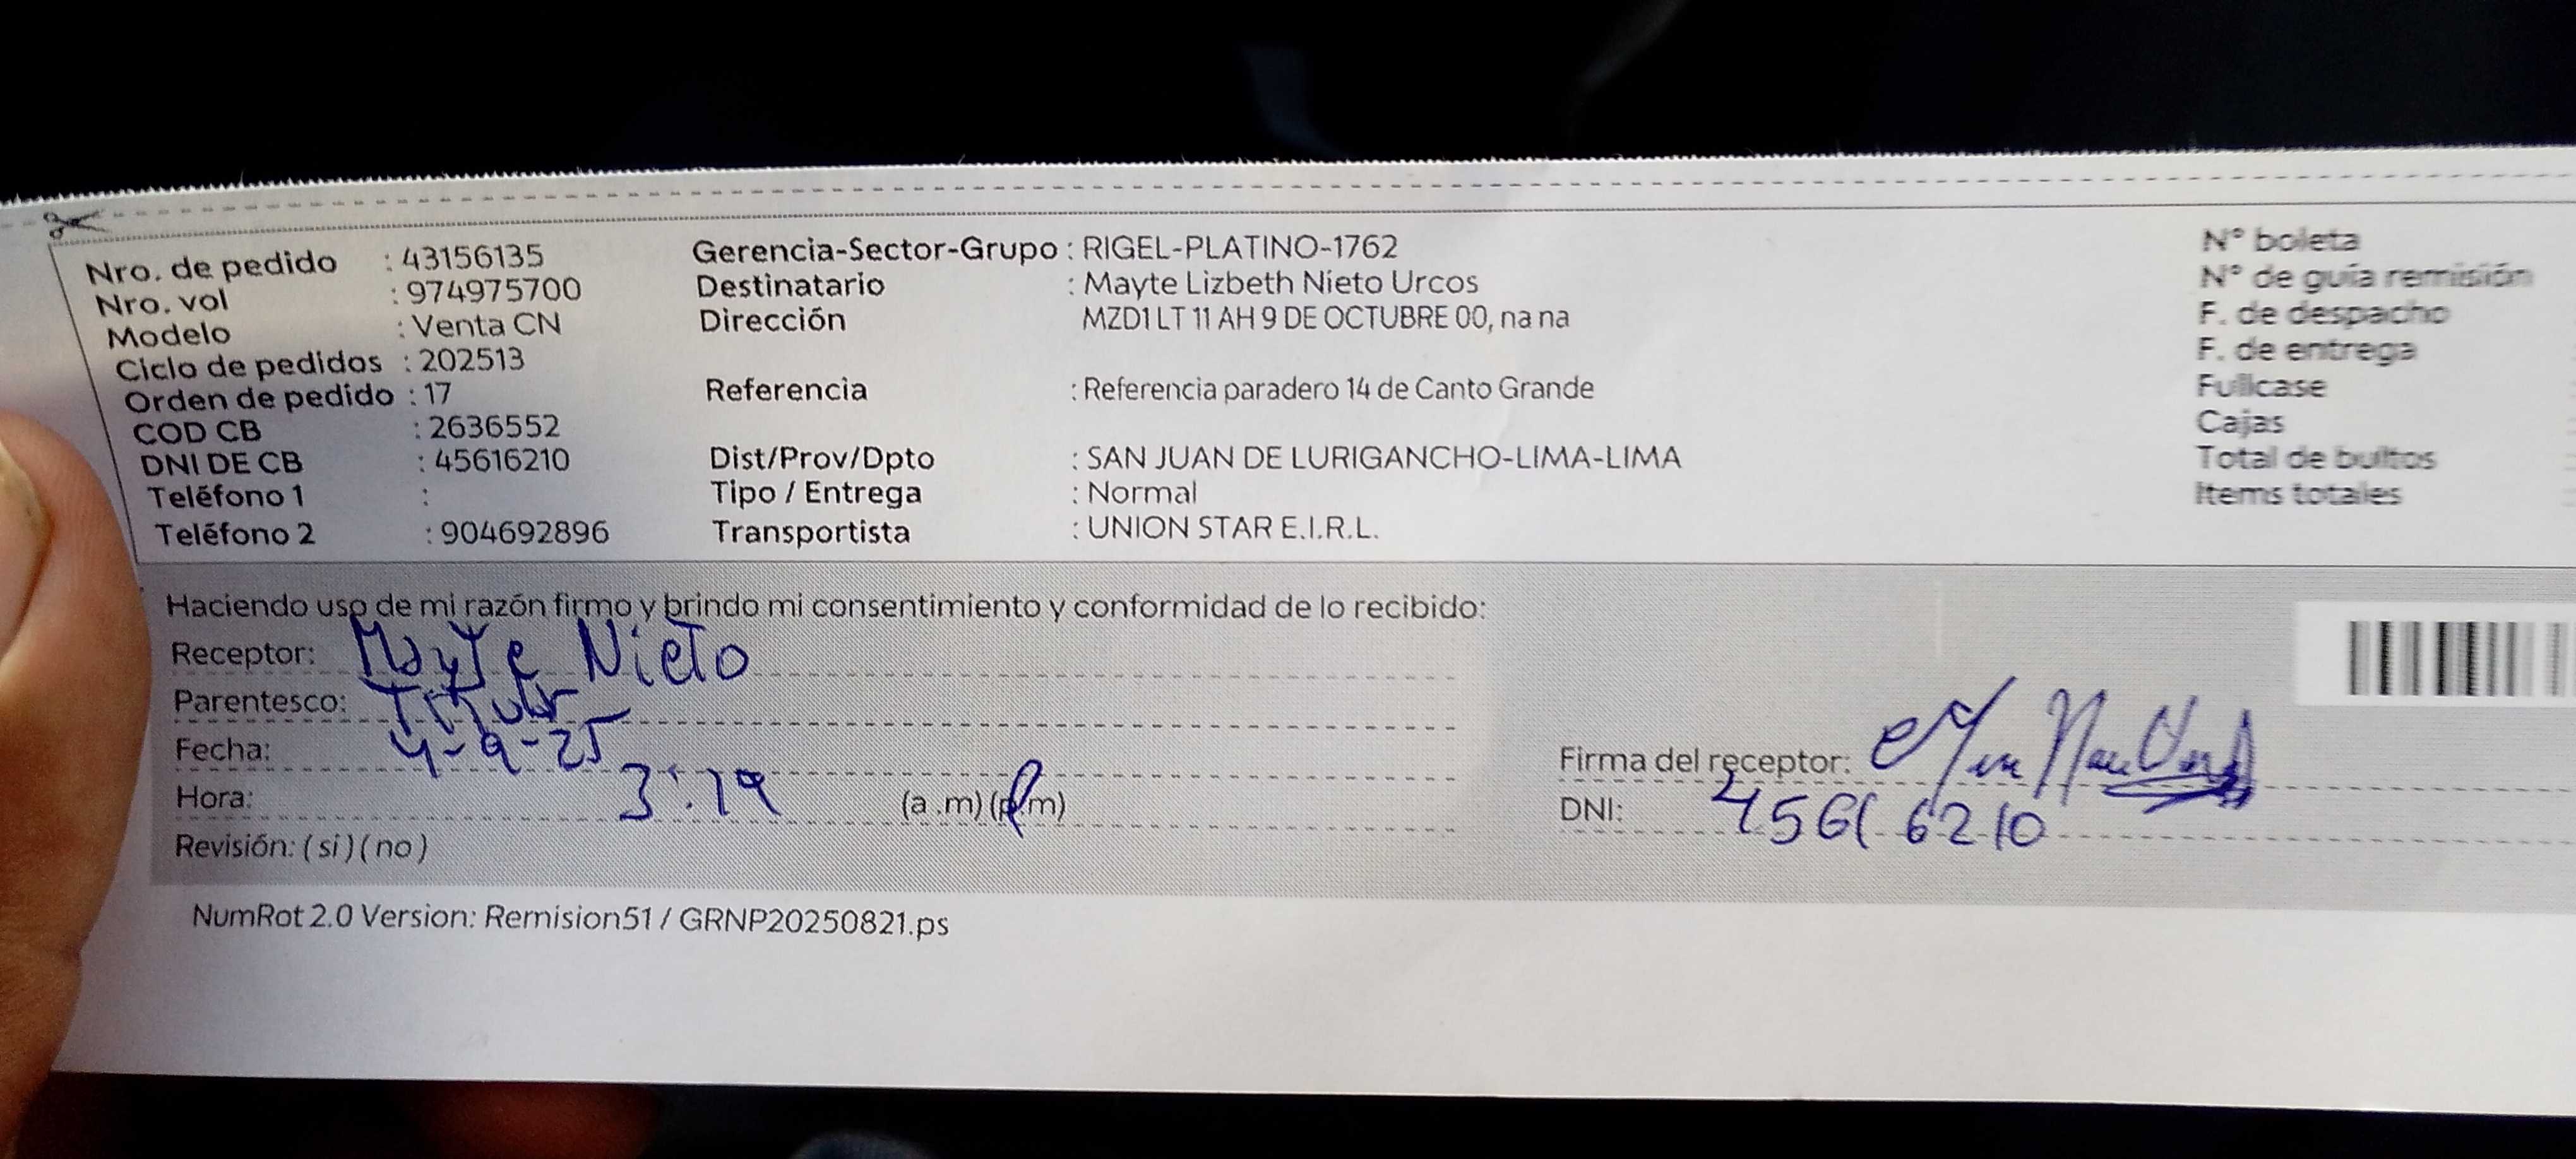 Nro. de pedido : 43156135
Nro. vol : 974975700
Modelo : Venta CN
Ciclo de pedidos : 202513
Orden de pedido : 17
COD CB : 2636552
DNI DE CB : 45616210
Teléfono 1 :
Teléfono 2 : 904692896
Gerencia-Sector-Grupo : RIGEL-PLATINO-1762
Destinatario : Mayte Lizbeth Nieto Urcos
Dirección MZD1 LT 11 AH 9 DE OCTUBRE 00, na na
Referencia : Referencia paradero 14 de Canto Grande
Dist/Prov/Dpto : SAN JUAN DE LURIGANCHO-LIMA-LIMA
Tipo / Entrega : Normal
Transportista : UNION STAR E.I.R.L.
N° boleta
N° de guía remisión
F. de despacho
F. de entrega
Fullcase
Cajas
Total de bultos
Items totales
Haciendo uso de mi razón firmo y brindo mi consentimiento y conformidad de lo recibido:
Receptor: Mayte Nieto
Parentesco: Titular
Fecha: 4-9-25
Hora: 3:19 (a .m) (p.m)
Revisión: ( si ) ( no )
Firma del receptor:
DNI: 45616210
NumRot 2.0 Version: Remision51 / GRNP20250821.ps